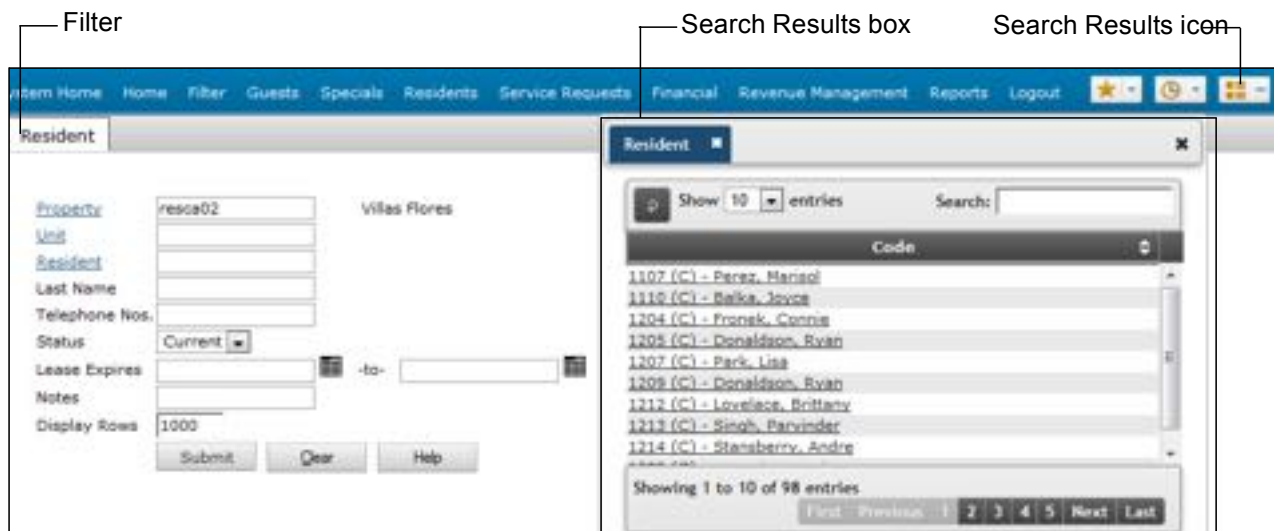 Filter
Search Results box
Search Results icon
stem Home Home Filter Guests Specials Residents Service Requests Financial Revenue Management Reports Logout
Resident
Property resca02 Villas Flores
Unit
Resident
Last Name
Telephone Nos.
Status Current
Lease Expires -to-
Notes
Display Rows 1000
Submit Clear Help
Resident
Show 10 entries Search:
Code
1107 (C) - Perez, Marisol
1110 (C) - Balka, Joyce
1204 (C) - Fronek, Connie
1205 (C) - Donaldson, Ryan
1207 (C) - Park, Lisa
1209 (C) - Donaldson, Ryan
1212 (C) - Lovelace, Brittany
1213 (C) - Singh, Parvinder
1214 (C) - Stansberry, Andre
Showing 1 to 10 of 98 entries
First Previous 1 2 3 4 5 Next Last